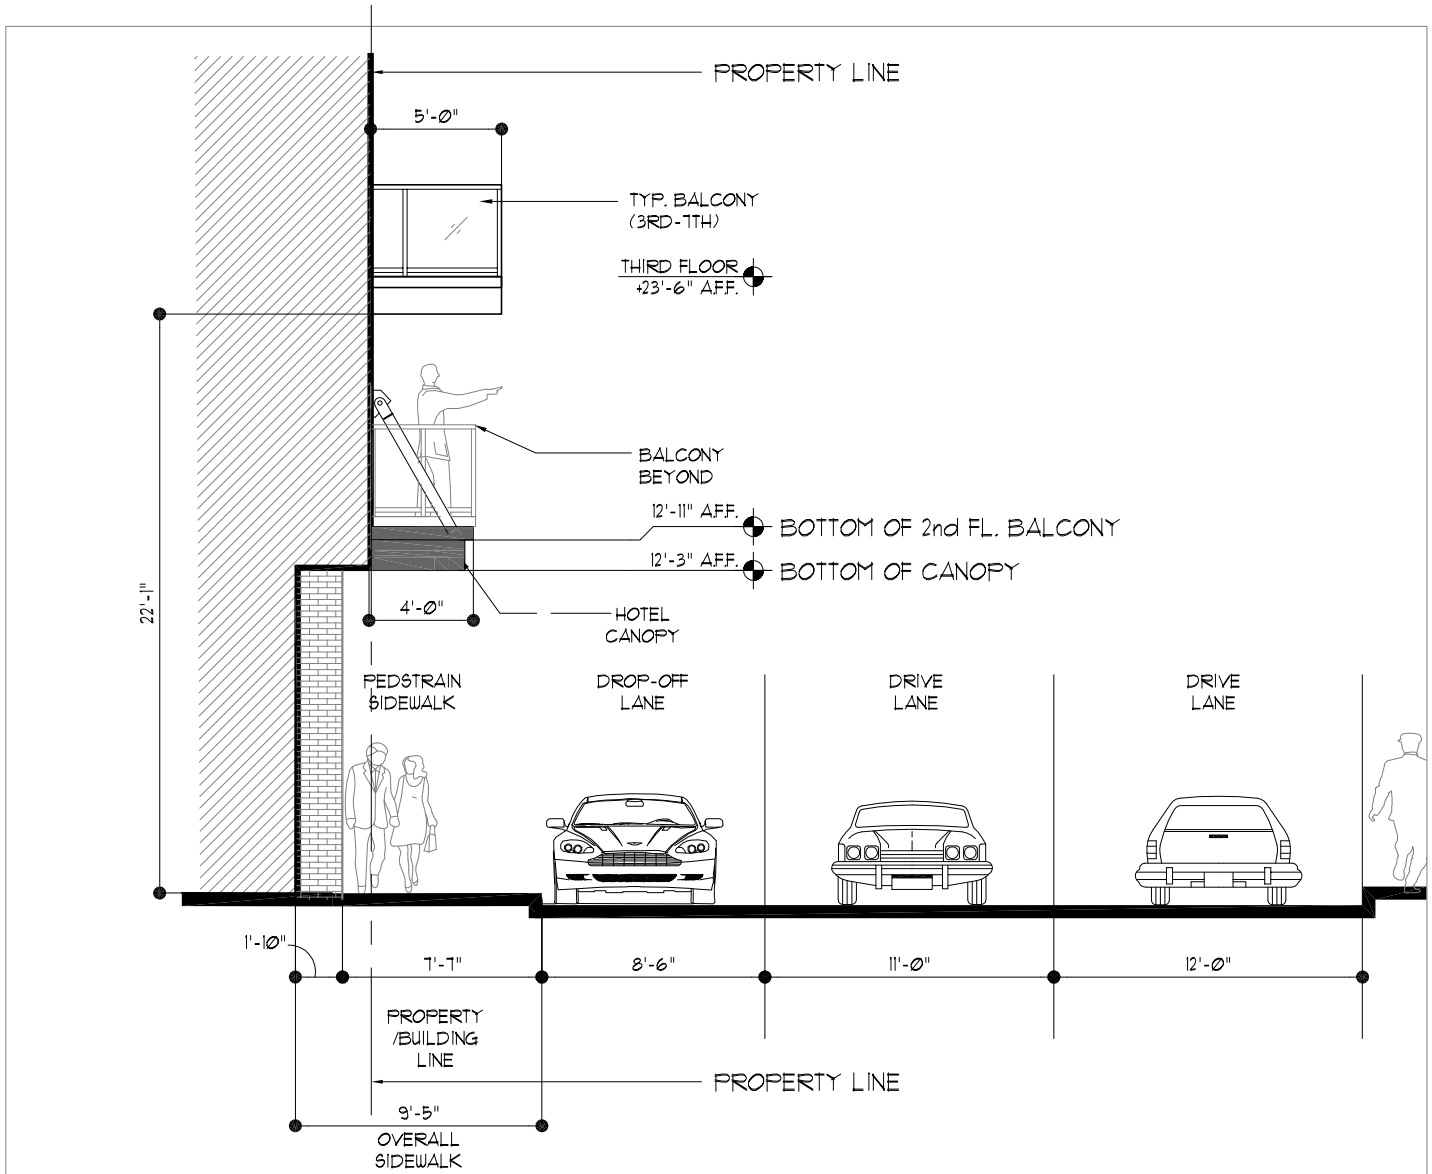 PROPERTY LINE
5'-0"
TYP. BALCONY
(3RD-7TH)
THIRD FLOOR
+23'-6" A.F.F.
BALCONY
BEYOND
12'-11" A.F.F.
BOTTOM OF 2nd FL. BALCONY
12'-3" A.F.F.
BOTTOM OF CANOPY
22'-1"
4'-0"
HOTEL
CANOPY
PEDSTRAIN
SIDEWALK
DROP-OFF
LANE
DRIVE
LANE
DRIVE
LANE
1'-10"
7'-7"
8'-6"
11'-0"
12'-0"
PROPERTY
/BUILDING
LINE
PROPERTY LINE
9'-5"
OVERALL
SIDEWALK